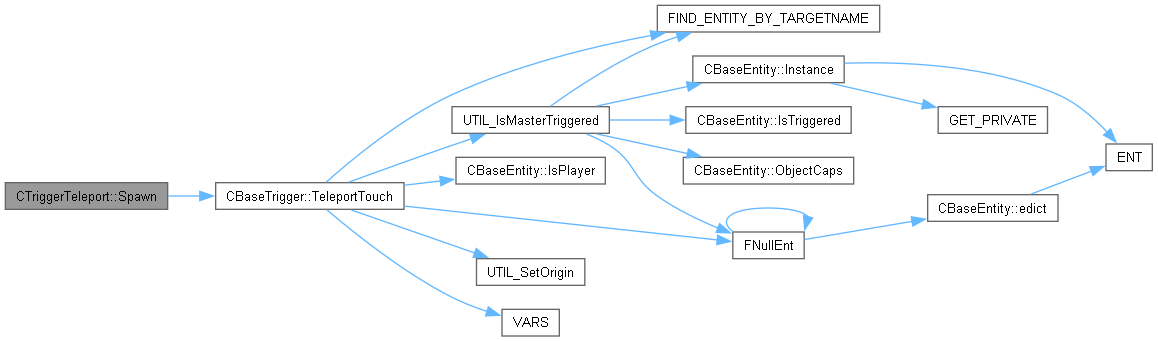 FIND_ENTITY_BY_TARGETNAME
CBaseEntity::Instance
UTIL_IsMasterTriggered
CBaseEntity::IsTriggered
GET_PRIVATE
ENT
CBaseEntity::IsPlayer
CBaseEntity::ObjectCaps
CTriggerTeleport::Spawn
CBaseTrigger::TeleportTouch
CBaseEntity::edict
FNullEnt
UTIL_SetOrigin
VARS